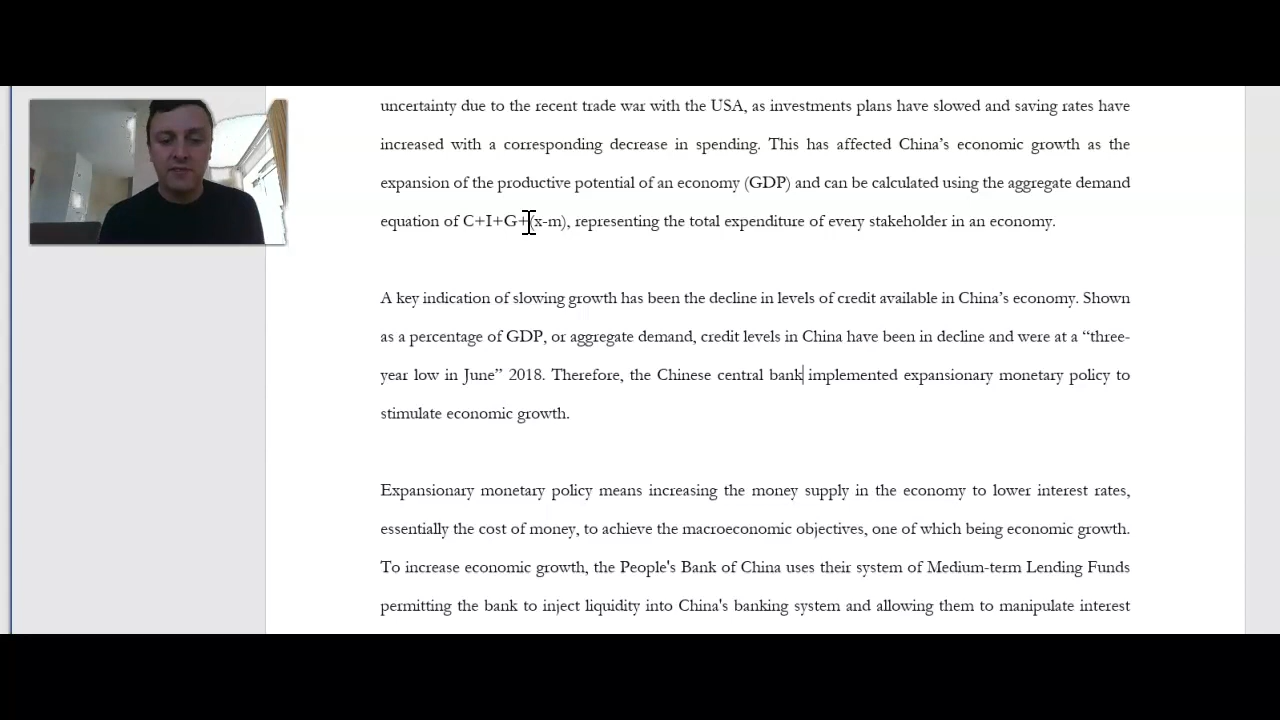 uncertainty due to the recent trade war with the USA, as investments plans have slowed and saving rates have
increased with a corresponding decrease in spending. This has affected China’s economic growth as the
expansion of the productive potential of an economy (GDP) and can be calculated using the aggregate demand
equation of C+I+G+(x-m), representing the total expenditure of every stakeholder in an economy.
A key indication of slowing growth has been the decline in levels of credit available in China’s economy. Shown
as a percentage of GDP, or aggregate demand, credit levels in China have been in decline and were at a “three-
year low in June” 2018. Therefore, the Chinese central bank implemented expansionary monetary policy to
stimulate economic growth.
Expansionary monetary policy means increasing the money supply in the economy to lower interest rates,
essentially the cost of money, to achieve the macroeconomic objectives, one of which being economic growth.
To increase economic growth, the People's Bank of China uses their system of Medium-term Lending Funds
permitting the bank to inject liquidity into China's banking system and allowing them to manipulate interest